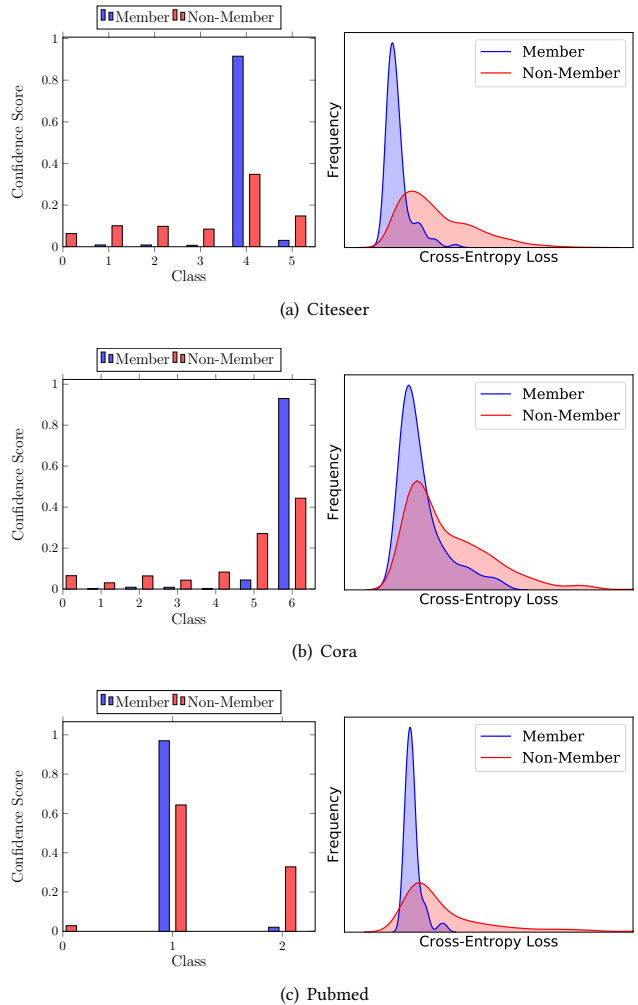 Member Non-Member
1
0.8
0.6
0.4
0.2
0
0 1 2 3 4 5
Confidence Score
Class
Member
Non-Member
Frequency
Cross-Entropy Loss
(a) Citeseer
Member Non-Member
1
0.8
0.6
0.4
0.2
0
0 1 2 3 4 5 6
Confidence Score
Class
Member
Non-Member
Frequency
Cross-Entropy Loss
(b) Cora
Member Non-Member
1
0.8
0.6
0.4
0.2
0
0 1 2
Confidence Score
Class
Member
Non-Member
Frequency
Cross-Entropy Loss
(c) Pubmed